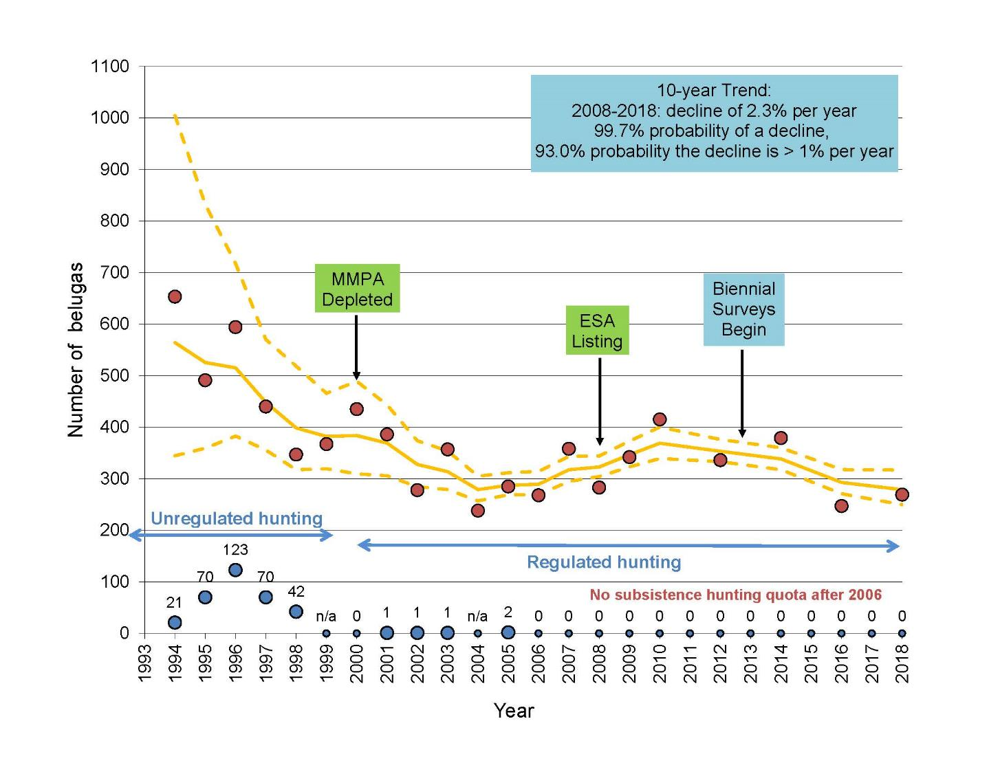 1100
1000
900
800
700
600
500
400
300
200
100
0
Number of belugas
10-year Trend:
2008-2018: decline of 2.3% per year
99.7% probability of a decline,
93.0% probability the decline is > 1% per year
MMPA
Depleted
ESA
Listing
Biennial
Surveys
Begin
Unregulated hunting
Regulated hunting
No subsistence hunting quota after 2006
21 70 123 70 42 n/a 0 1 1 1 n/a 2 0 0 0 0 0 0 0 0 0 0 0 0 0
1993 1994 1995 1996 1997 1998 1999 2000 2001 2002 2003 2004 2005 2006 2007 2008 2009 2010 2011 2012 2013 2014 2015 2016 2017 2018
Year